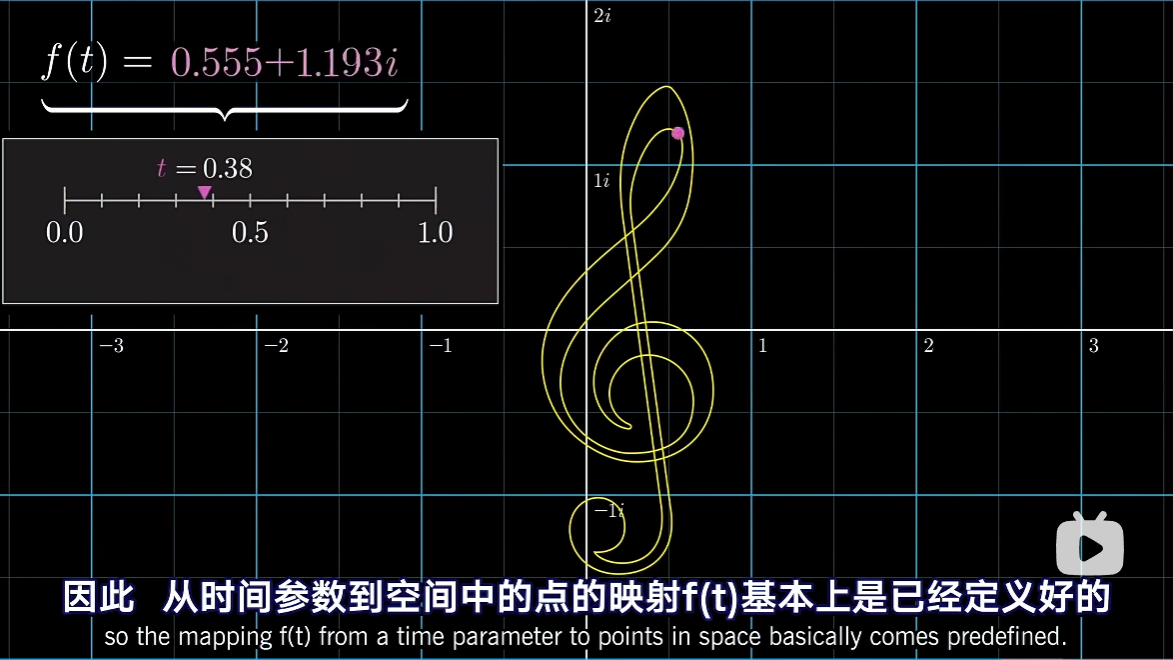 f(t) = 0.555+1.193i
t = 0.38
0.0 0.5 1.0
2i
1i
−3 −2 −1 1 2 3
−1i
因此 从时间参数到空间中的点的映射f(t)基本上是已经定义好的
so the mapping f(t) from a time parameter to points in space basically comes predefined.